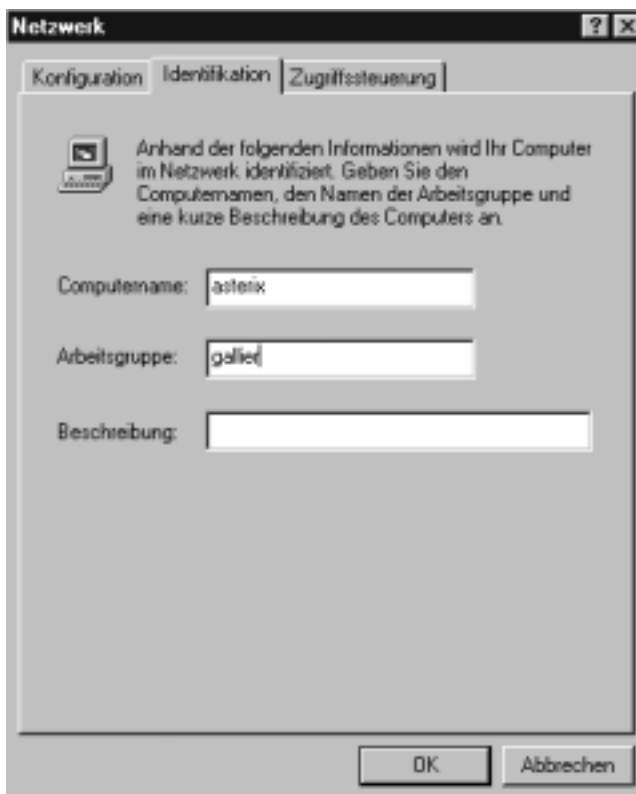 Netzwerk
Konfiguration Identifikation Zugriffssteuerung
Anhand der folgenden Informationen wird Ihr Computer
im Netzwerk identifiziert. Geben Sie den
Computernamen, den Namen der Arbeitsgruppe und
eine kurze Beschreibung des Computers an.
Computername: asterix
Arbeitsgruppe: gallier
Beschreibung:
OK Abbrechen